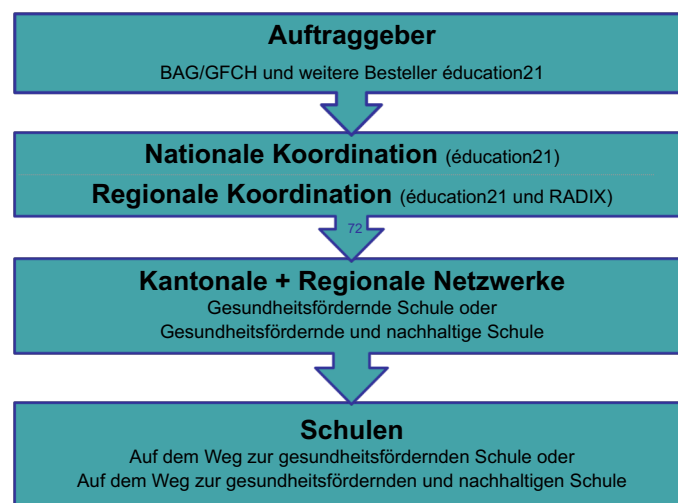 Auftraggeber
BAG/GFCH und weitere Besteller éducation21
Nationale Koordination (éducation21)
Regionale Koordination (éducation21 und RADIX)
72
Kantonale + Regionale Netzwerke
Gesundheitsfördernde Schule oder
Gesundheitsfördernde und nachhaltige Schule
Schulen
Auf dem Weg zur gesundheitsfördernden Schule oder
Auf dem Weg zur gesundheitsfördernden und nachhaltigen Schule